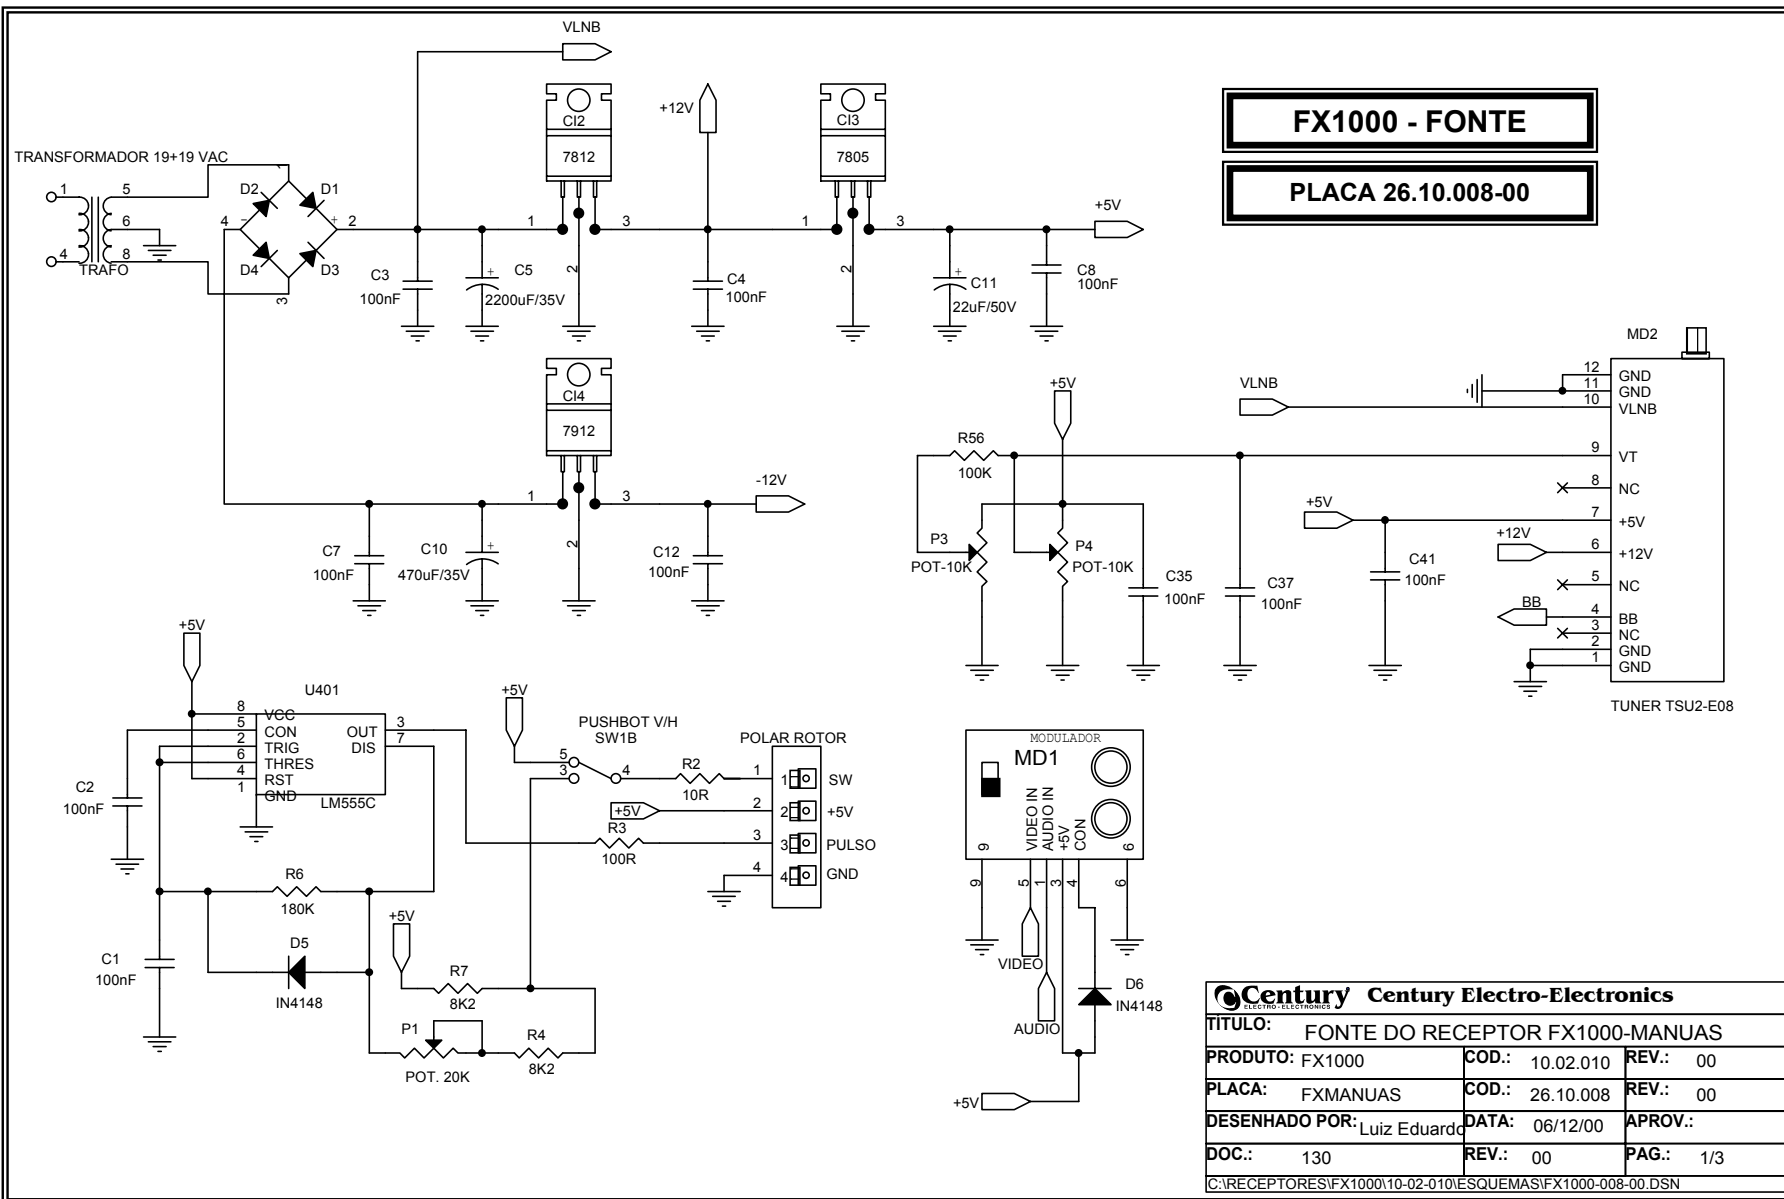 VLNB
TRANSFORMADOR 19+19 VAC
1
4
5
6
8
TRAFO
D2
D1
D4
D3
4
-
+
2
3
C3
100nF
+
C5
2200uF/35V
CI2
7812
1
2
3
+12V
C4
100nF
CI3
7805
1
2
3
+5V
+
C11
22uF/50V
C8
100nF
FX1000 - FONTE
PLACA 26.10.008-00
CI4
7912
1
2
3
-12V
C7
100nF
C10
+
470uF/35V
C12
100nF
+5V
R56
100K
P3
POT-10K
P4
POT-10K
C35
100nF
C37
100nF
VLNB
+5V
+12V
C41
100nF
BB
MD2
12 GND
11 GND
10 VLNB
9 VT
8 NC
7 +5V
6 +12V
5 NC
4 BB
3 NC
2 GND
1 GND
TUNER TSU2-E08
+5V
U401
8 VCC
5 CON
2 TRIG
6 THRES
4 RST
1 GND
OUT 3
DIS 7
LM555C
C2
100nF
R6
180K
D5
IN4148
C1
100nF
+5V
R7
8K2
P1
POT. 20K
R4
8K2
+5V
PUSHBOT V/H
SW1B
5
3
4
R2
10R
+5V
R3
100R
POLAR ROTOR
1 1 SW
2 2 +5V
3 3 PULSO
4 4 GND
MODULADOR
MD1
9
VIDEO IN
AUDIO IN
+5V
CON
6
9
5
1
3
4
6
VIDEO
AUDIO
D6
IN4148
+5V
Century ELECTRO-ELECTRONICS Century Electro-Electronics
TÍTULO: FONTE DO RECEPTOR FX1000-MANUAS
PRODUTO: FX1000 COD.: 10.02.010 REV.: 00
PLACA: FXMANUAS COD.: 26.10.008 REV.: 00
DESENHADO POR: Luiz Eduardo DATA: 06/12/00 APROV.:
DOC.: 130 REV.: 00 PAG.: 1/3
C:\RECEPTORES\FX1000\10-02-010\ESQUEMAS\FX1000-008-00.DSN